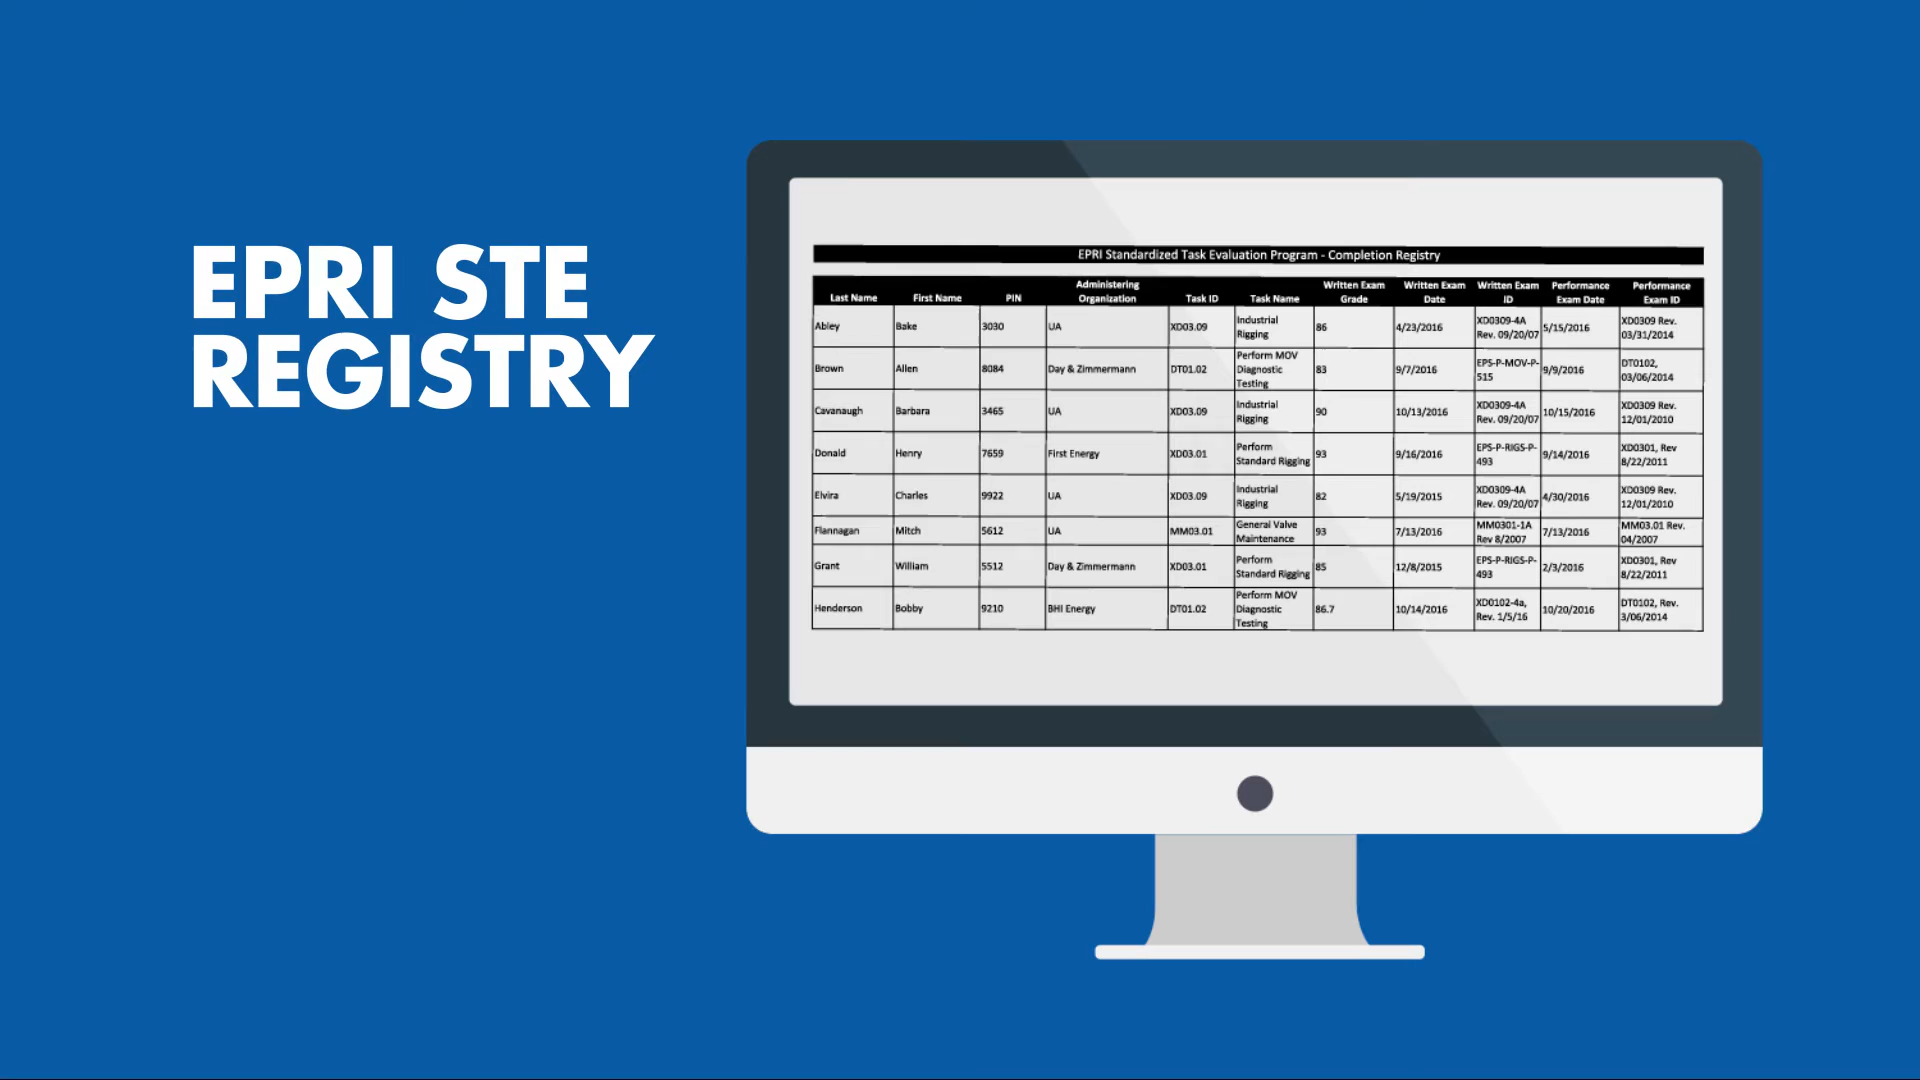 EPRI STE
REGISTRY
EPRI Standardized Task Evaluation Program - Completion Registry
Last Name First Name PIN Administering Organization Task ID Task Name Written Exam Grade Written Exam Date Written Exam ID Performance Exam Date Performance Exam ID
Abley Bake 3030 UA XD03.09 Industrial Rigging 86 4/23/2016 XD0309-4A Rev. 09/20/07 5/15/2016 XD0309 Rev. 03/31/2014
Brown Allen 8084 Day & Zimmermann DT01.02 Perform MOV Diagnostic Testing 83 9/7/2016 EPS-P-MOV-P-515 9/9/2016 DT0102, 03/06/2014
Cavanaugh Barbara 3465 UA XD03.09 Industrial Rigging 90 10/13/2016 XD0309-4A Rev. 09/20/07 10/15/2016 XD0309 Rev. 12/01/2010
Donald Henry 7659 First Energy XD03.01 Perform Standard Rigging 93 9/16/2016 EPS-P-RIGS-P-493 9/14/2016 XD0301, Rev 8/22/2011
Elvira Charles 9922 UA XD03.09 Industrial Rigging 82 5/19/2015 XD0309-4A Rev. 09/20/07 4/30/2016 XD0309 Rev. 12/01/2010
Flannagan Mitch 5612 UA MM03.01 General Valve Maintenance 93 7/13/2016 MM0301-1A Rev 8/2007 7/13/2016 MM03.01 Rev. 04/2007
Grant William 5512 Day & Zimmermann XD03.01 Perform Standard Rigging 85 12/8/2015 EPS-P-RIGS-P-493 2/3/2016 XD0301, Rev 8/22/2011
Henderson Bobby 9210 BHI Energy DT01.02 Perform MOV Diagnostic Testing 86.7 10/14/2016 XD0102-4a, Rev. 1/5/16 10/20/2016 DT0102, Rev. 3/06/2014